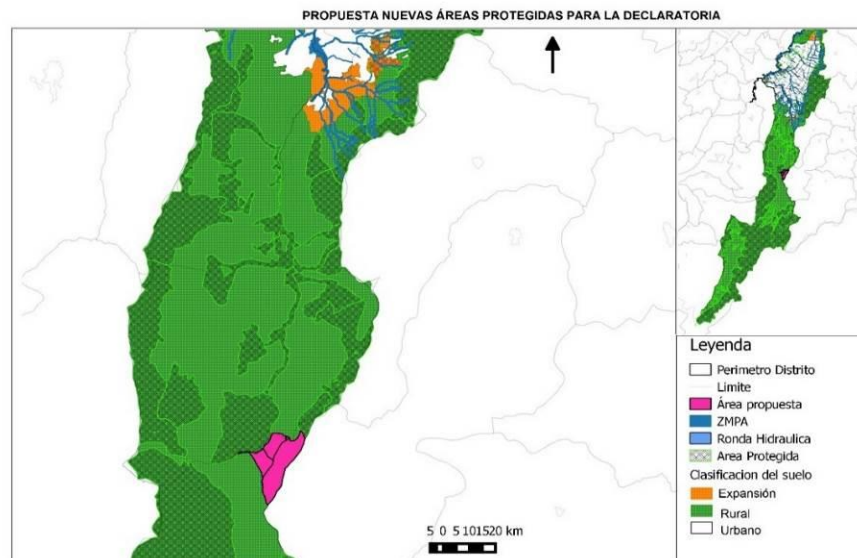 PROPUESTA NUEVAS ÁREAS PROTEGIDAS PARA LA DECLARATORIA
Leyenda
Perimetro Distrito
Limite
Área propuesta
ZMPA
Ronda Hidraulica
Area Protegida
Clasificacion del suelo
Expansión
Rural
Urbano
5 0 5 101520 km